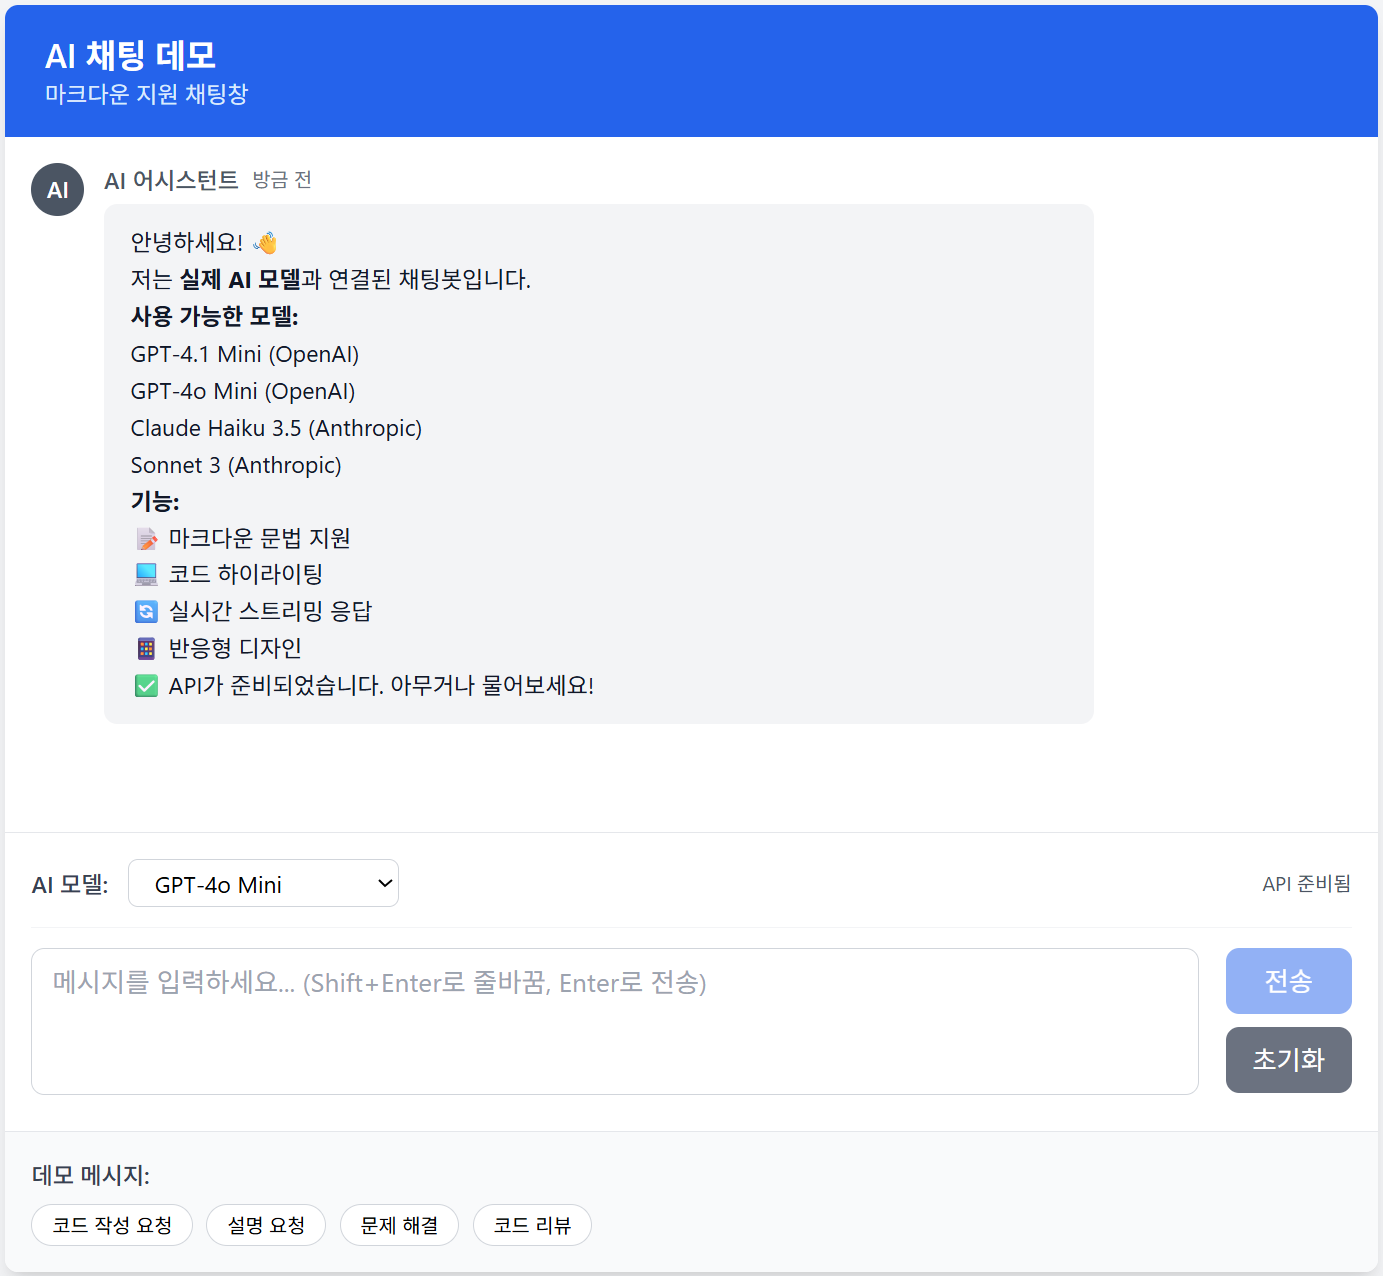 AI 채팅 데모
마크다운 지원 채팅창
AI
AI 어시스턴트 방금 전
안녕하세요! 👋
저는 실제 AI 모델과 연결된 채팅봇입니다.
사용 가능한 모델:
GPT-4.1 Mini (OpenAI)
GPT-4o Mini (OpenAI)
Claude Haiku 3.5 (Anthropic)
Sonnet 3 (Anthropic)
기능:
📝 마크다운 문법 지원
💻 코드 하이라이팅
🔄 실시간 스트리밍 응답
📱 반응형 디자인
✅ API가 준비되었습니다. 아무거나 물어보세요!
AI 모델: GPT-4o Mini API 준비됨
메시지를 입력하세요... (Shift+Enter로 줄바꿈, Enter로 전송)
전송
초기화
데모 메시지:
코드 작성 요청 설명 요청 문제 해결 코드 리뷰